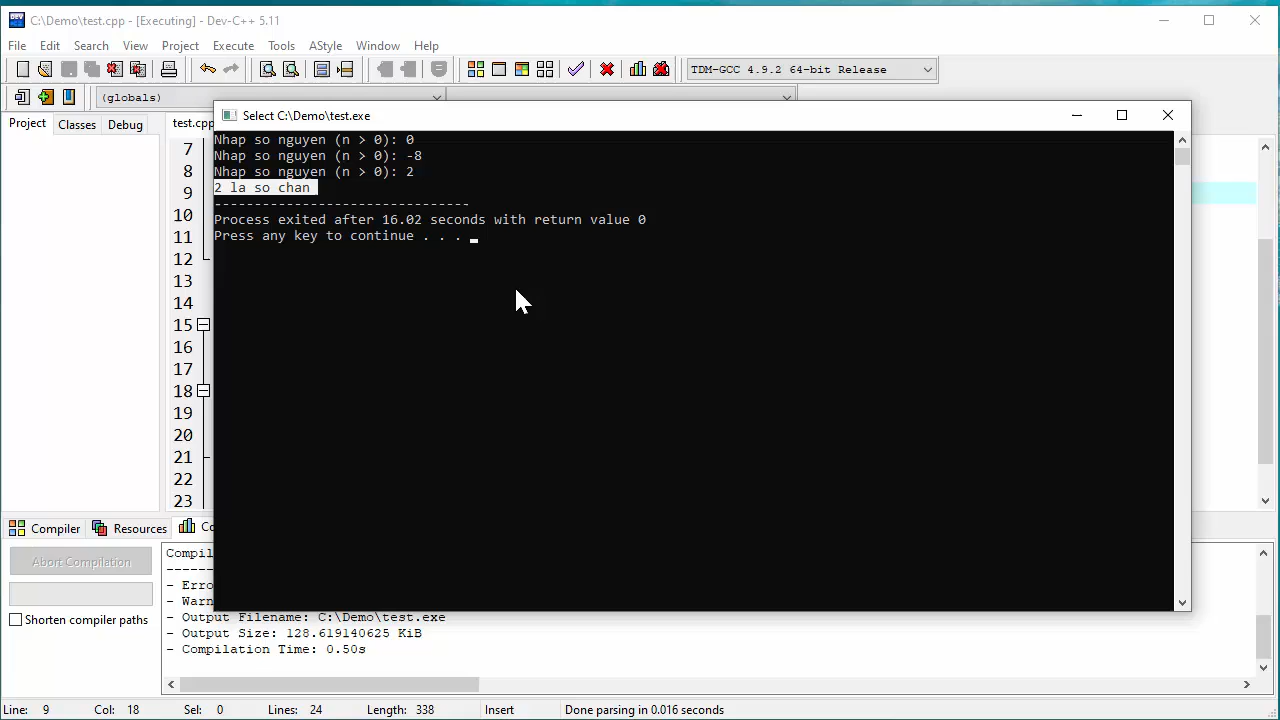 C:\Demo\test.cpp - [Executing] - Dev-C++ 5.11
File Edit Search View Project Execute Tools AStyle Window Help
TDM-GCC 4.9.2 64-bit Release
(globals)
Project Classes Debug
test.cpp
Select C:\Demo\test.exe
Nhap so nguyen (n > 0): 0
Nhap so nguyen (n > 0): -8
Nhap so nguyen (n > 0): 2
2 la so chan
--------------------------------
Process exited after 16.02 seconds with return value 0
Press any key to continue . . .
7
8
9
10
11
12
13
14
15
16
17
18
19
20
21
22
23
Compiler Resources
Abort Compilation
Shorten compiler paths
- Output Filename: C:\Demo\test.exe
- Output Size: 128.619140625 KiB
- Compilation Time: 0.50s
Line: 9 Col: 18 Sel: 0 Lines: 24 Length: 338 Insert Done parsing in 0.016 seconds